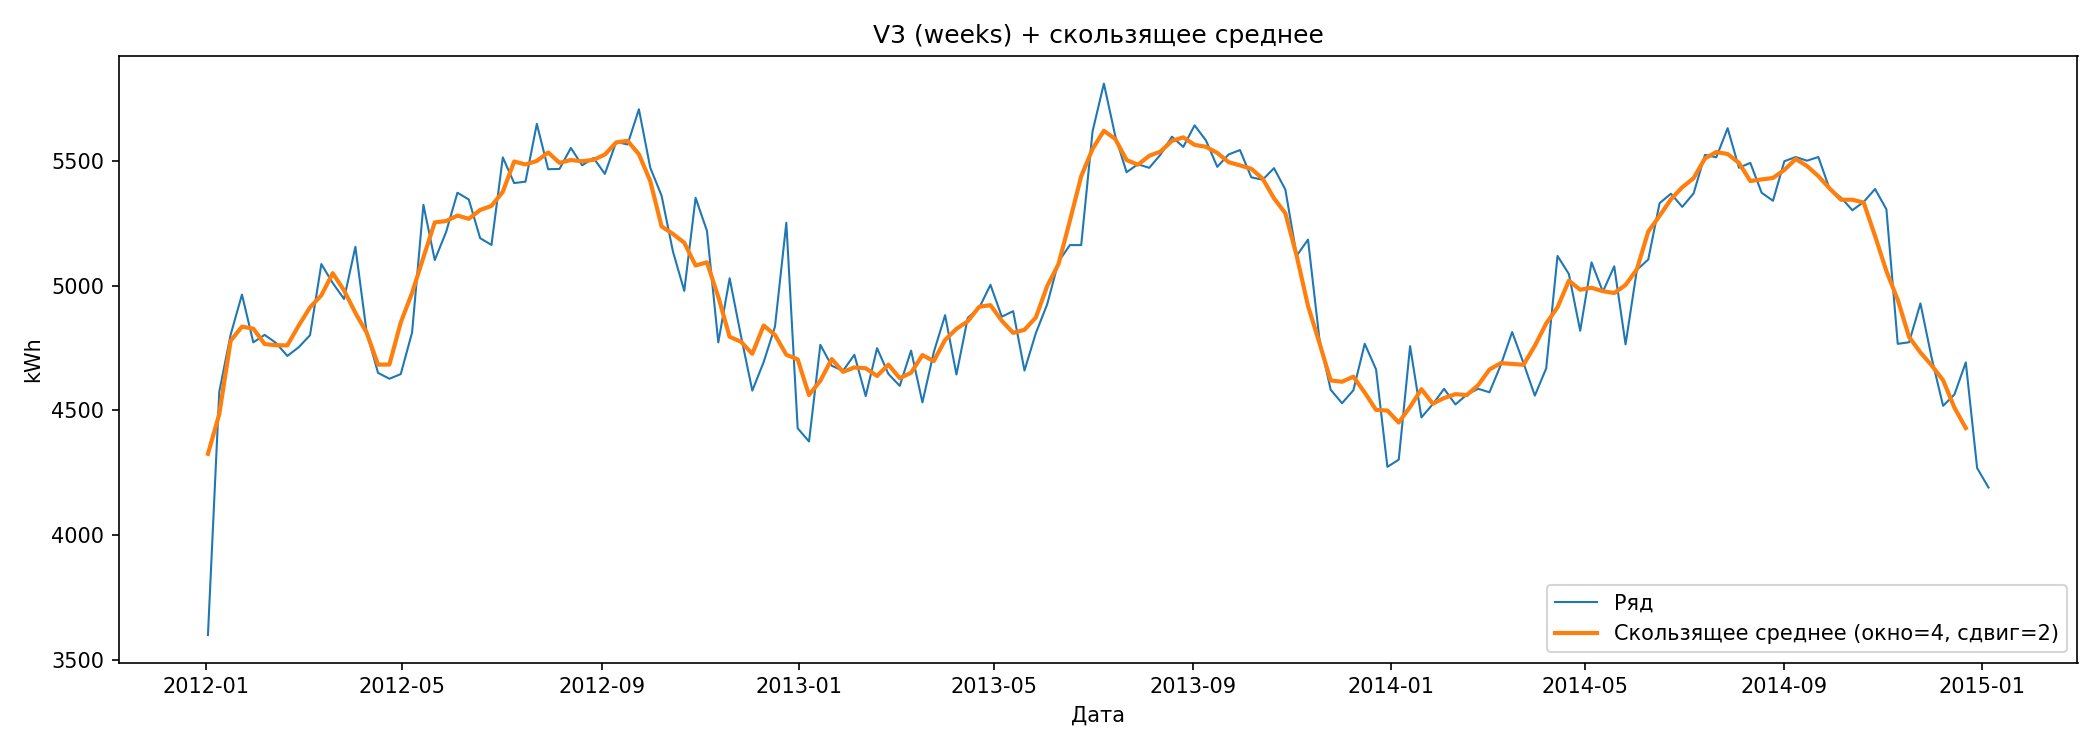 V3 (weeks) + скользящее среднее
kWh
5500
5000
4500
4000
3500
2012-01 2012-05 2012-09 2013-01 2013-05 2013-09 2014-01 2014-05 2014-09 2015-01
Дата
Ряд
Скользящее среднее (окно=4, сдвиг=2)